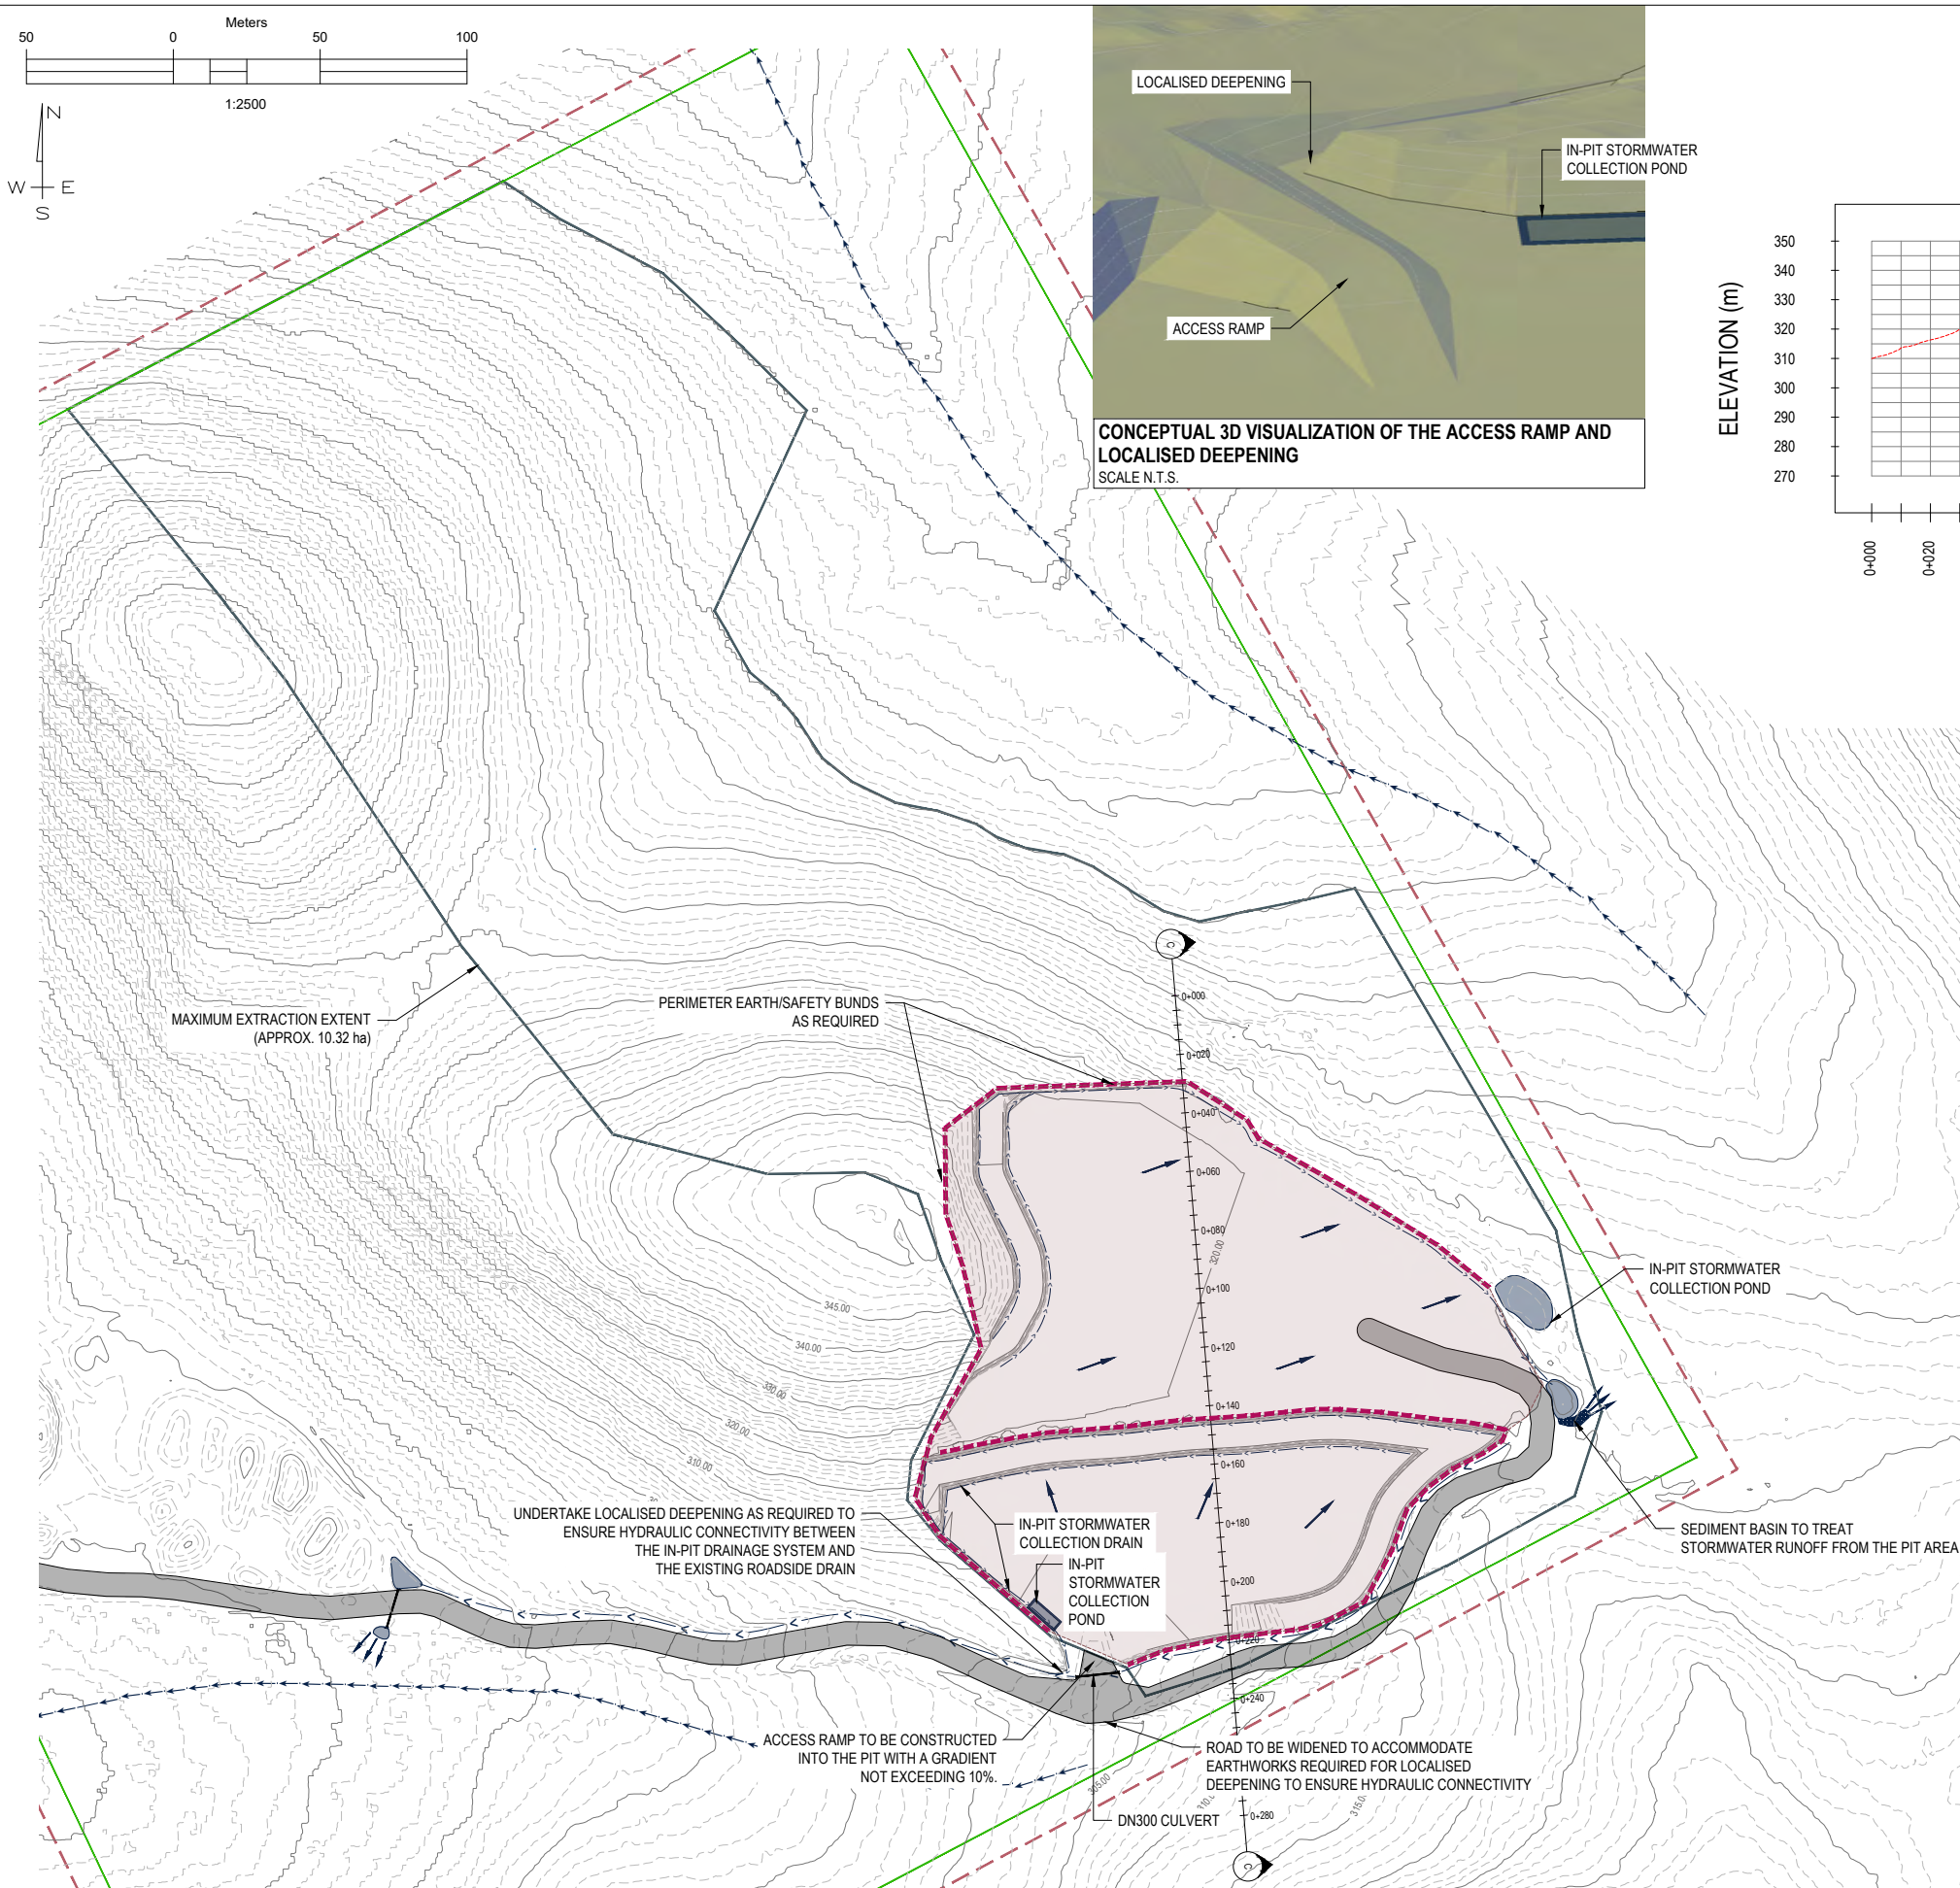 Meters
50 0 50 100
1:2500
N
W E
S
LOCALISED DEEPENING
IN-PIT STORMWATER
COLLECTION POND
ACCESS RAMP
CONCEPTUAL 3D VISUALIZATION OF THE ACCESS RAMP AND
LOCALISED DEEPENING
SCALE N.T.S.
ELEVATION (m)
350
340
330
320
310
300
290
280
270
0+000
0+020
MAXIMUM EXTRACTION EXTENT
(APPROX. 10.32 ha)
PERIMETER EARTH/SAFETY BUNDS
AS REQUIRED
C
0+000
0+020
0+040
0+060
0+080
320.00
0+100
0+120
0+140
0+160
0+180
0+200
0+220
0+240
0+280
C
345.00
340.00
330.00
320.00
310.00
IN-PIT STORMWATER
COLLECTION POND
UNDERTAKE LOCALISED DEEPENING AS REQUIRED TO
ENSURE HYDRAULIC CONNECTIVITY BETWEEN
THE IN-PIT DRAINAGE SYSTEM AND
THE EXISTING ROADSIDE DRAIN
IN-PIT STORMWATER
COLLECTION DRAIN
IN-PIT
STORMWATER
COLLECTION
POND
SEDIMENT BASIN TO TREAT
STORMWATER RUNOFF FROM THE PIT AREA
ACCESS RAMP TO BE CONSTRUCTED
INTO THE PIT WITH A GRADIENT
NOT EXCEEDING 10%.
ROAD TO BE WIDENED TO ACCOMMODATE
EARTHWORKS REQUIRED FOR LOCALISED
DEEPENING TO ENSURE HYDRAULIC CONNECTIVITY
DN300 CULVERT
305.00